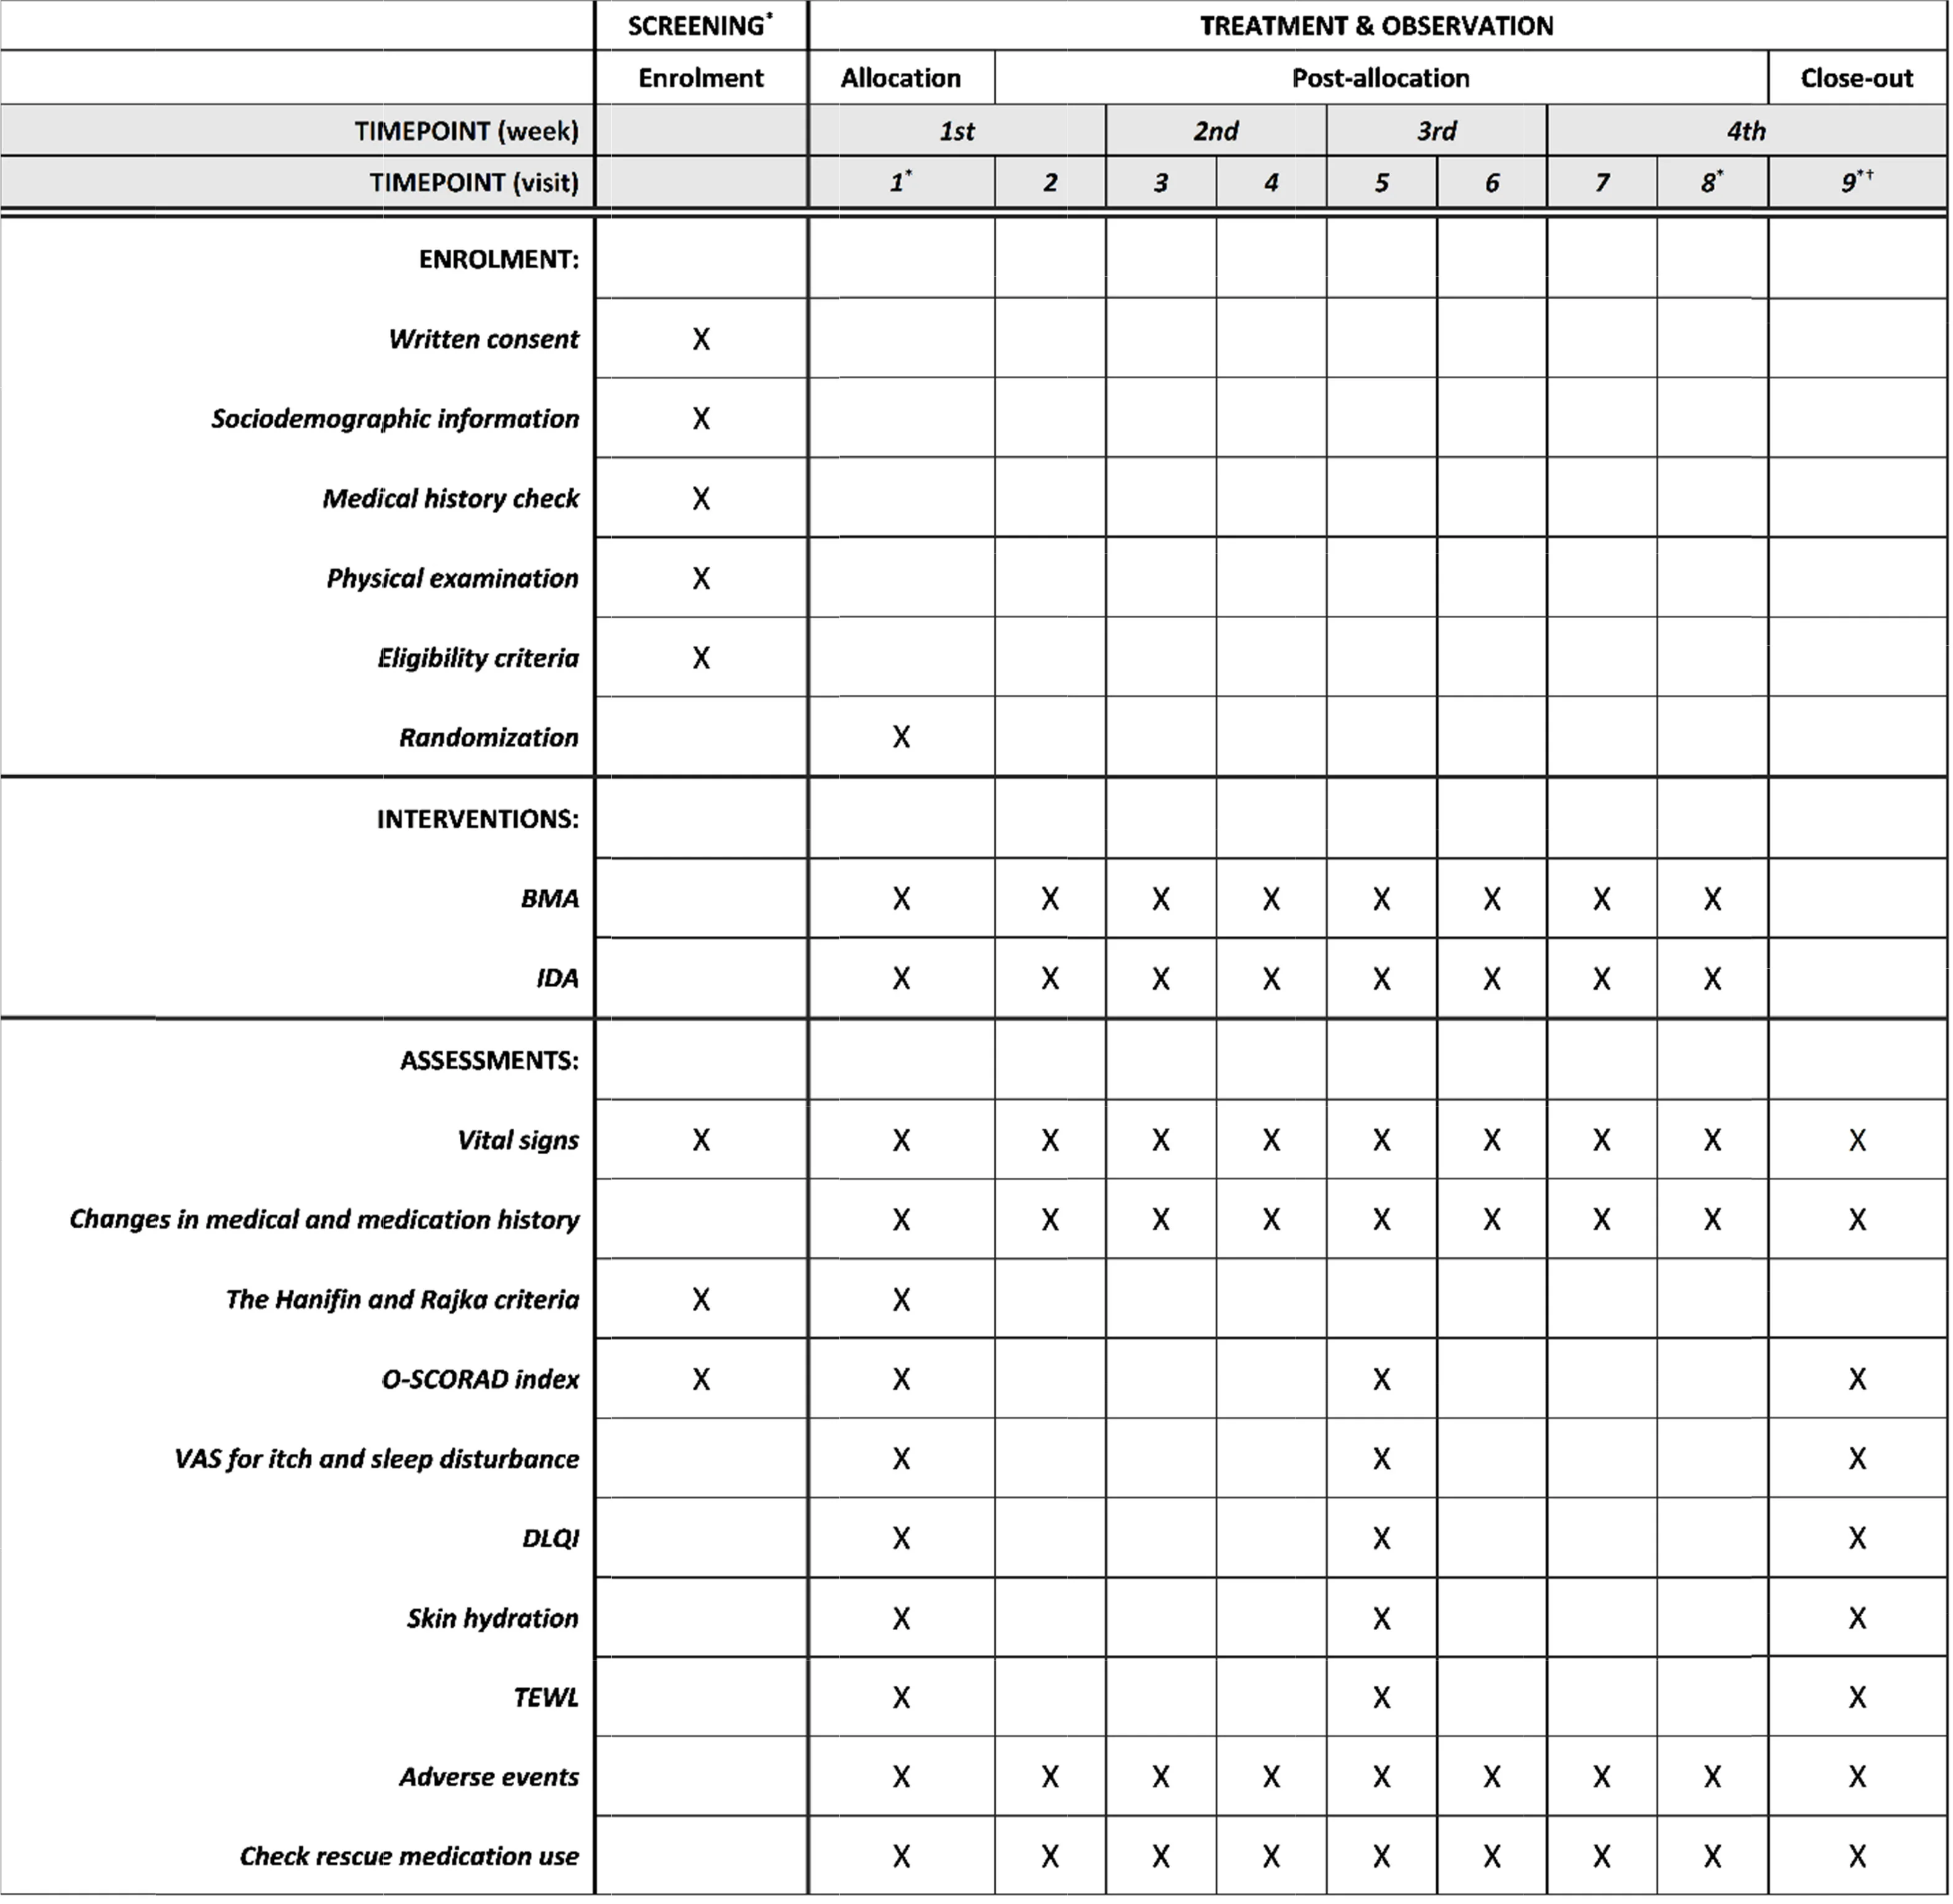 SCREENING* TREATMENT & OBSERVATION
Enrolment Allocation Post-allocation Close-out
TIMEPOINT (week) 1st 2nd 3rd 4th
TIMEPOINT (visit) 1* 2 3 4 5 6 7 8* 9*†
ENROLMENT:
Written consent X
Sociodemographic information X
Medical history check X
Physical examination X
Eligibility criteria X
Randomization X
INTERVENTIONS:
BMA X X X X X X X X
IDA X X X X X X X X
ASSESSMENTS:
Vital signs X X X X X X X X X X
Changes in medical and medication history X X X X X X X X X
The Hanifin and Rajka criteria X X
O-SCORAD index X X X X
VAS for itch and sleep disturbance X X X
DLQI X X X
Skin hydration X X X
TEWL X X X
Adverse events X X X X X X X X X
Check rescue medication use X X X X X X X X X